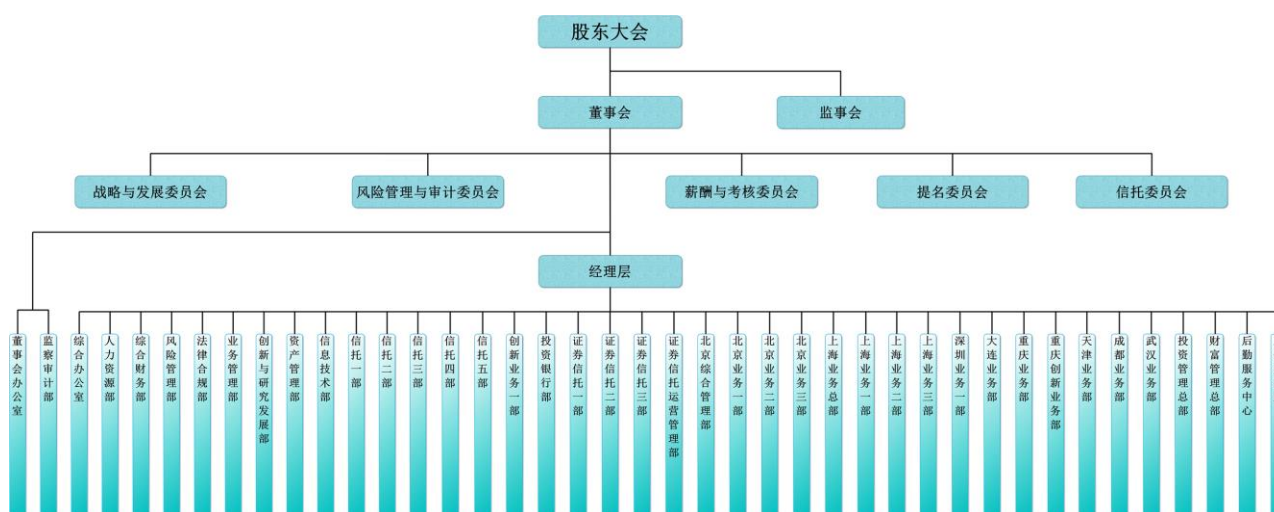 股东大会
董事会
监事会
战略与发展委员会
风险管理与审计委员会
薪酬与考核委员会
提名委员会
信托委员会
经理层
董事会办公室
监察审计部
综合办公室
人力资源部
综合财务部
风险管理部
法律合规部
业务管理部
创新与研究发展部
资产管理部
信息技术部
信托一部
信托二部
信托三部
信托四部
信托五部
创新业务一部
投资银行部
证券信托一部
证券信托二部
证券信托三部
证券信托运营管理部
北京综合管理部
北京业务一部
北京业务二部
北京业务三部
上海业务总部
上海业务一部
上海业务二部
上海业务三部
深圳业务一部
大连业务部
重庆业务部
重庆创新业务部
天津业务部
成都业务部
武汉业务部
投资管理总部
财富管理总部
后勤服务中心